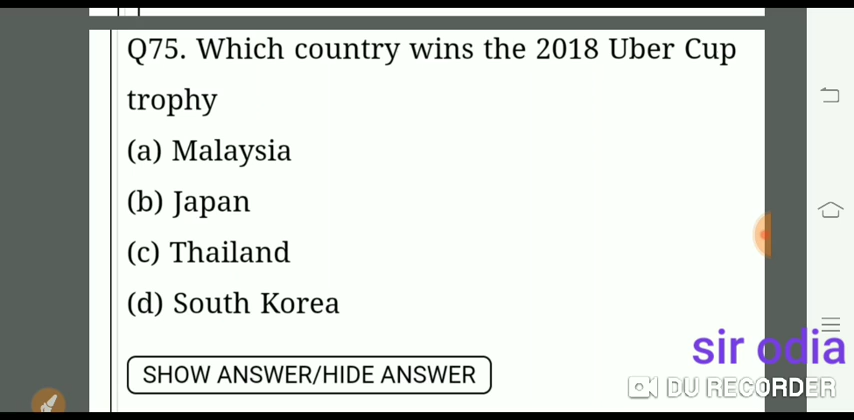 Q75. Which country wins the 2018 Uber Cup
trophy
(a) Malaysia
(b) Japan
(c) Thailand
(d) South Korea
SHOW ANSWER/HIDE ANSWER
sir odia
DU RECORDER